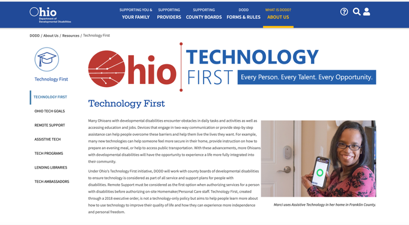 Ohio
Department of
Developmental Disabilities
SUPPORTING YOU &
YOUR FAMILY
SUPPORTING
PROVIDERS
SUPPORTING
COUNTY BOARDS
DODD
FORMS & RULES
WHAT IS DODD?
ABOUT US
DODD / About Us / Resources / Technology First
Technology First
TECHNOLOGY FIRST
OHIO TECH GOALS
REMOTE SUPPORT
ASSISTIVE TECH
TECH PROGRAMS
LENDING LIBRARIES
TECH AMBASSADORS
Ohio TECHNOLOGY
FIRST Every Person. Every Talent. Every Opportunity.
Technology First
Many Ohioans with developmental disabilities encounter obstacles in daily tasks and activities as well as
accessing education and jobs. Devices that engage in two-way communication or provide step-by-step
assistance can help people overcome these barriers and help them live the lives they want. For example,
many new technologies can help someone feel more secure in their home, provide instruction on how to
prepare an evening meal, or help to access public transportation. With these advancements, more Ohioans
with developmental disabilities will have the opportunity to experience a life more fully integrated into
their community.
Under Ohio's Technology First initiative, DODD will work with county boards of developmental disabilities
to ensure technology is considered as part of all service and support plans for people with
disabilities. Remote Support must be considered as the first option when authorizing services for a person
with disabilities before authorizing on-site Homemaker/Personal Care staff. Technology First, created
through a 2018 executive order, is not a technology-only policy but aims to help people learn more about
how to use technology to improve their quality of life and how they can experience more independence
and personal freedom.
Merci uses Assistive Technology in her home in Franklin County.